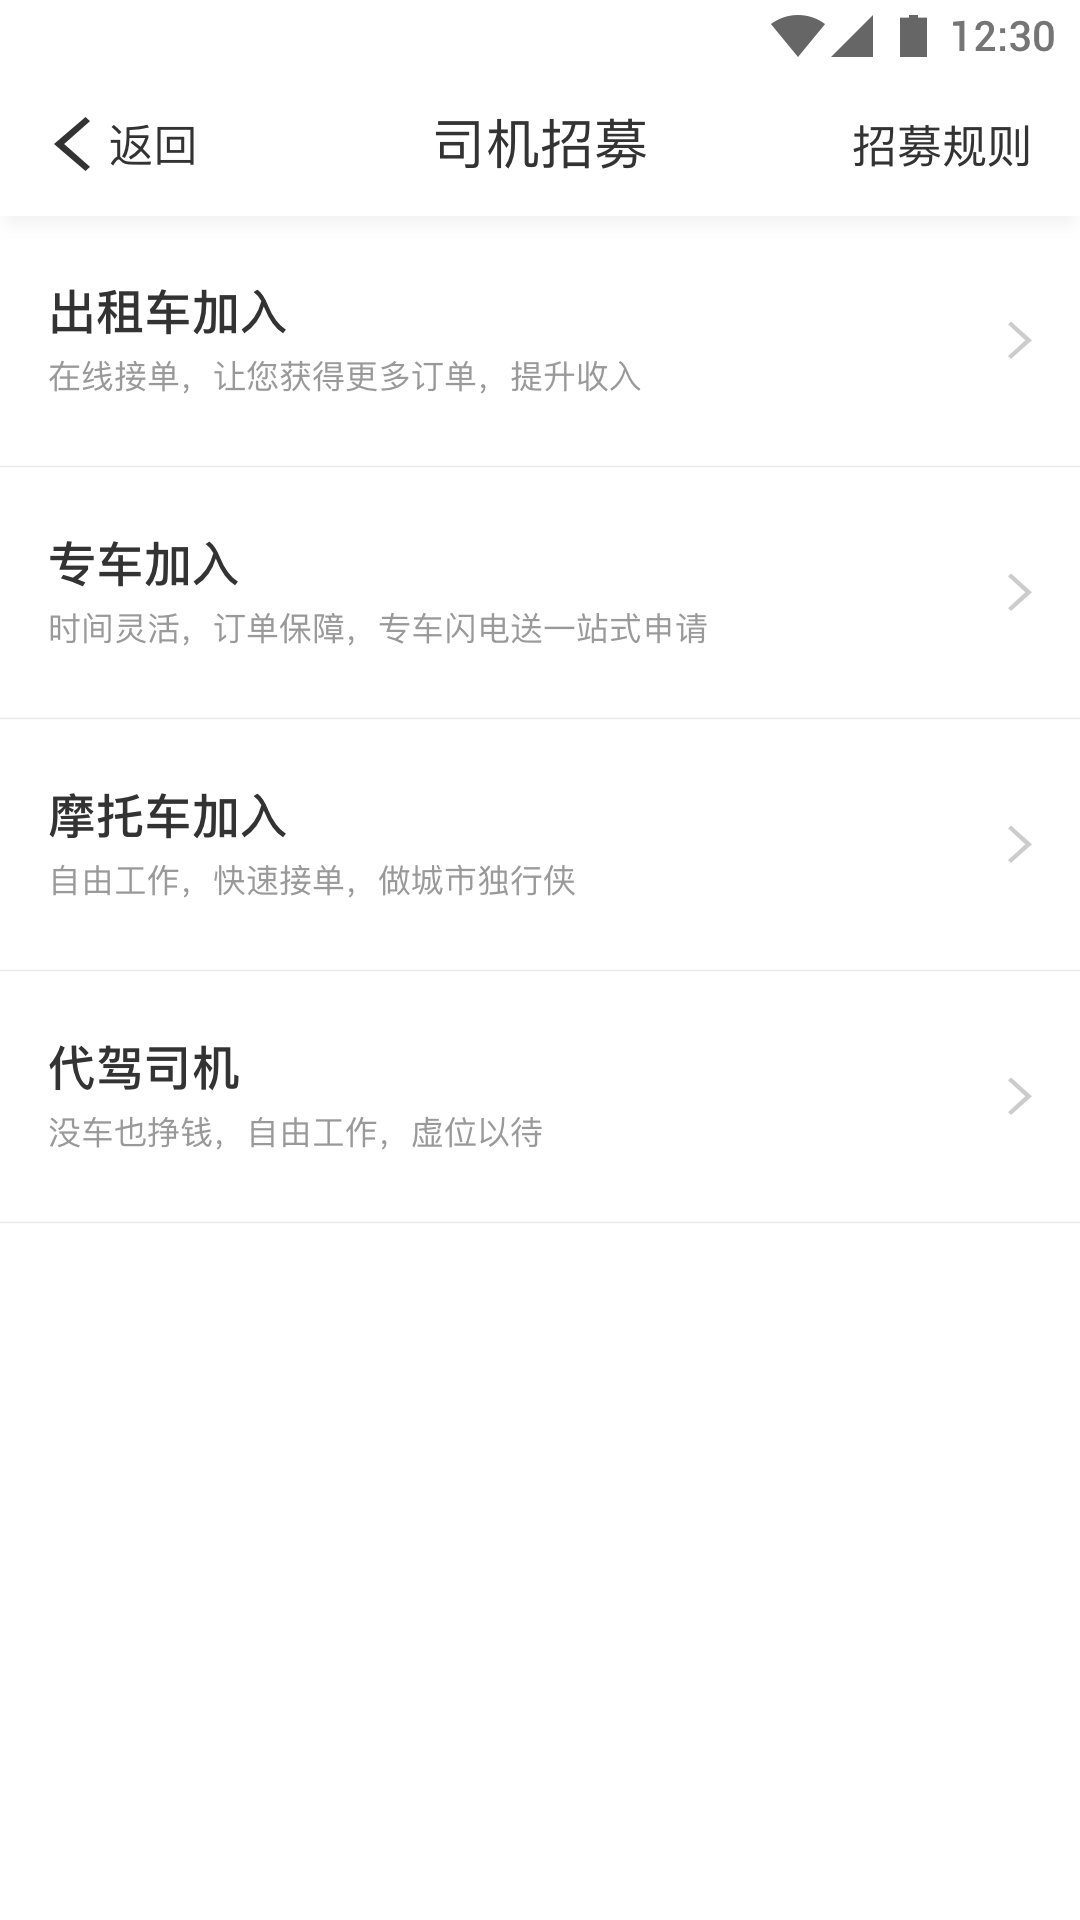 12:30
返回 司机招募 招募规则
出租车加入
在线接单，让您获得更多订单，提升收入
专车加入
时间灵活，订单保障，专车闪电送一站式申请
摩托车加入
自由工作，快速接单，做城市独行侠
代驾司机
没车也挣钱，自由工作，虚位以待